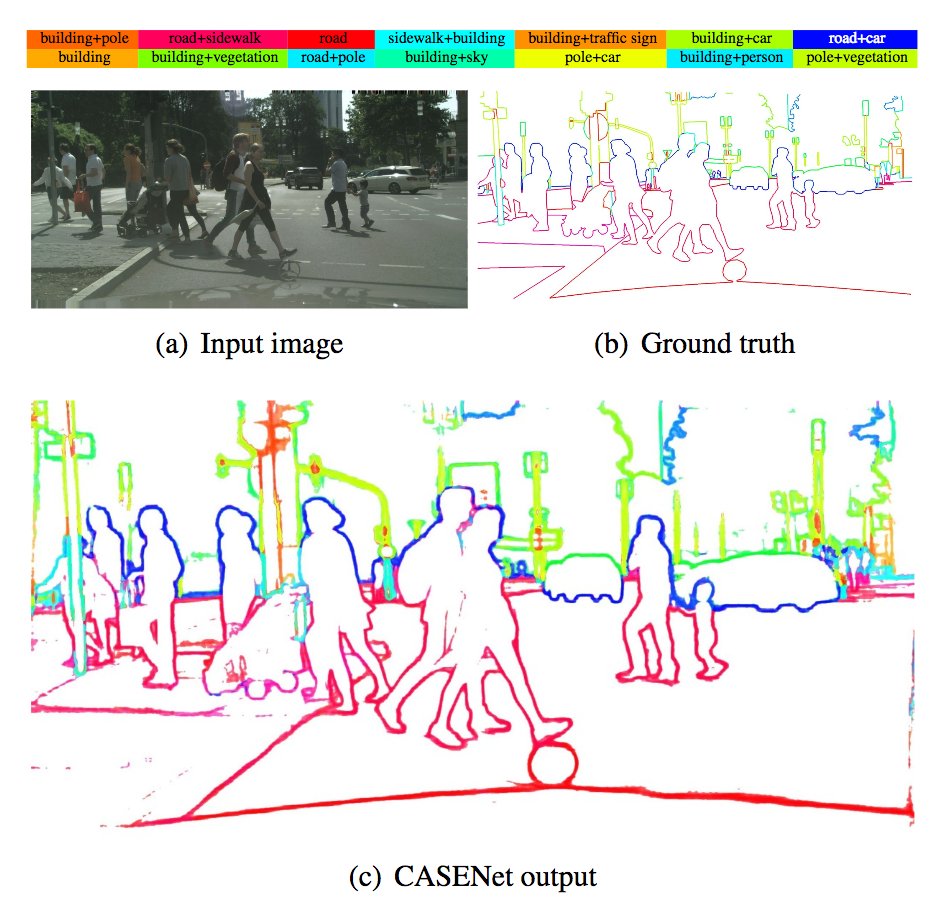 building+pole road+sidewalk road sidewalk+building building+traffic sign building+car road+car
building building+vegetation road+pole building+sky pole+car building+person pole+vegetation
(a) Input image (b) Ground truth
(c) CASENet output